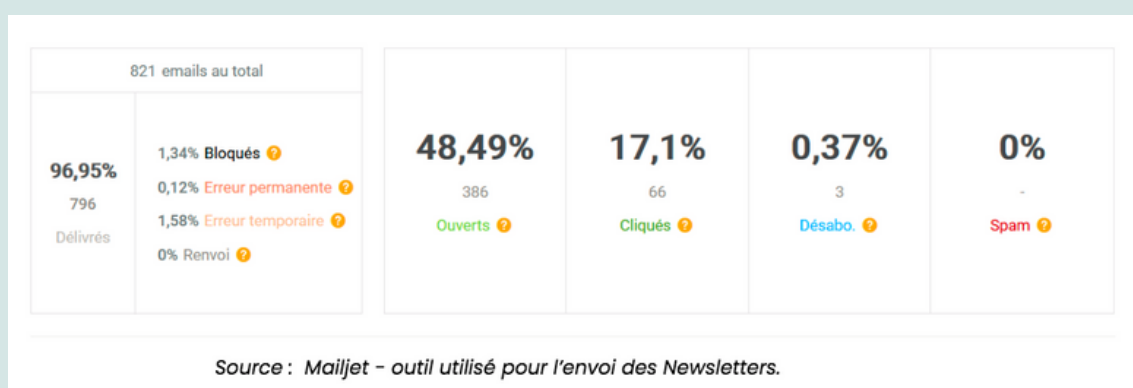 821 emails au total
96,95%
796
Délivrés
1,34% Bloqués ?
0,12% Erreur permanente ?
1,58% Erreur temporaire ?
0% Renvoi ?
48,49%
386
Ouverts ?
17,1%
66
Cliqués ?
0,37%
3
Désabo. ?
0%
-
Spam ?
Source : Mailjet - outil utilisé pour l'envoi des Newsletters.